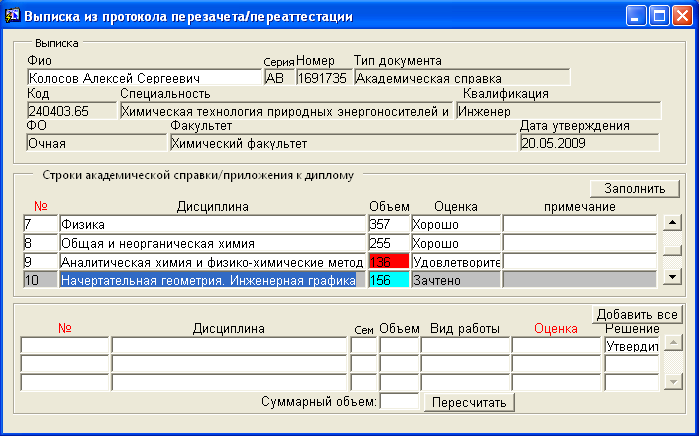 Выписка из протокола перезачета/переаттестации
Выписка
Фио Серия Номер Тип документа
Колосов Алексей Сергеевич АВ 1691735 Академическая справка
Код Специальность Квалификация
240403.65 Химическая технология природных энергоносителей и Инженер
ФО Факультет Дата утверждения
Очная Химический факультет 20.05.2009
Строки академической справки/приложения к диплому
Заполнить
№ Дисциплина Объем Оценка примечание
7 Физика 357 Хорошо
8 Общая и неорганическая химия 255 Хорошо
9 Аналитическая химия и физико-химические метод 136 Удовлетворите
10 Начертательная геометрия. Инженерная графика 156 Зачтено
Добавить все
№ Дисциплина Сем Объем Вид работы Оценка Решение
Утвердит
Суммарный объем: Пересчитать